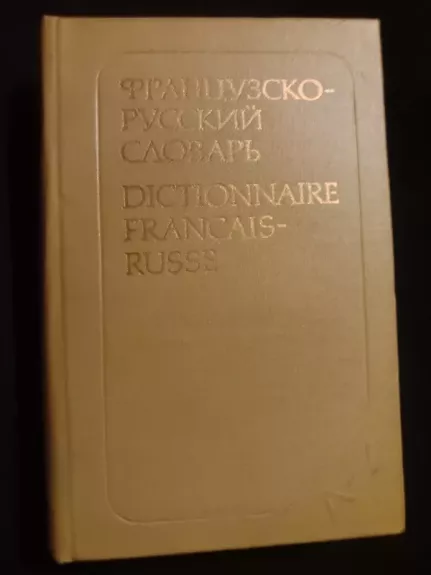 ФРАНЦУЗСКО-
РУССКИЙ
СЛОВАРЬ
DICTIONNAIRE
FRANÇAIS-
RUSSE